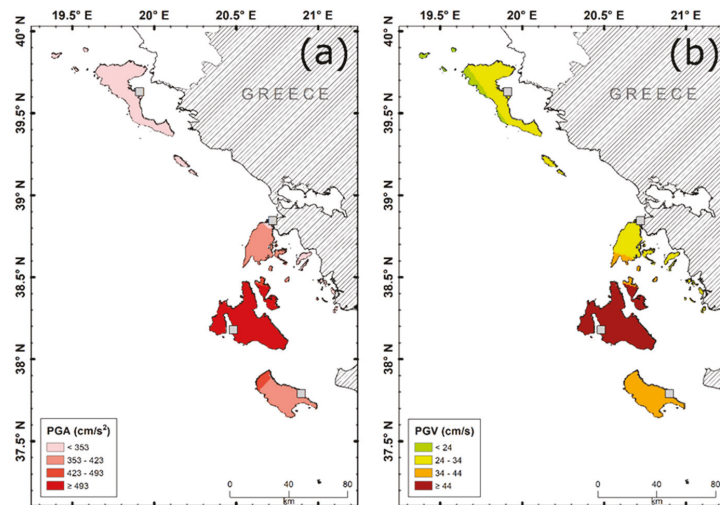 19.5° E 20° E 20.5° E 21° E
(a)
40° N
GREECE
39.5° N
39° N
38.5° N
38° N
37.5° N
PGA (cm/s²)
< 353
353 - 423
423 - 493
≥ 493
0 40 80
km
19.5° E 20° E 20.5° E 21° E
(b)
40° N
GREECE
39.5° N
39° N
38.5° N
38° N
37.5° N
PGV (cm/s)
< 24
24 - 34
34 - 44
≥ 44
0 40 80
km